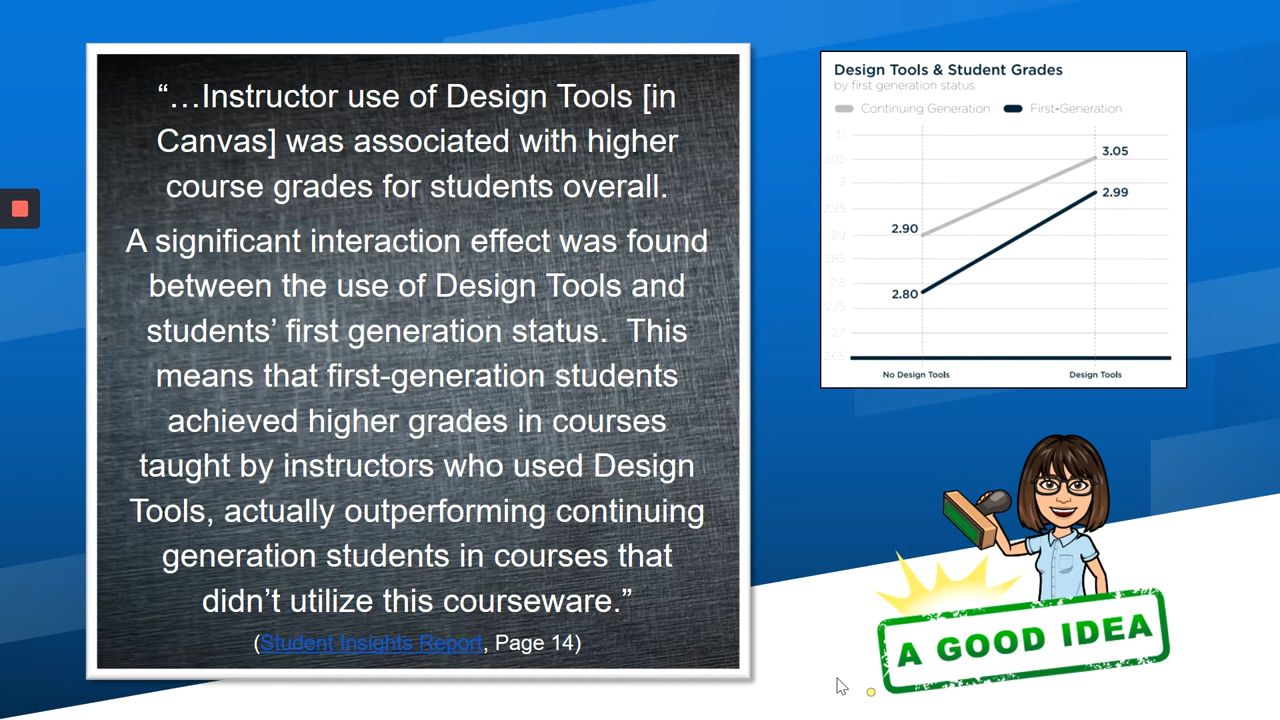 “…Instructor use of Design Tools [in
Canvas] was associated with higher
course grades for students overall.
A significant interaction effect was found
between the use of Design Tools and
students’ first generation status.  This
means that first-generation students
achieved higher grades in courses
taught by instructors who used Design
Tools, actually outperforming continuing
generation students in courses that
didn’t utilize this courseware.”
(Student Insights Report, Page 14)
Design Tools & Student Grades
by first generation status
Continuing Generation First-Generation
3.1
3.05
3
2.95
2.9
2.85
2.8
2.75
2.7
2.65
3.05
2.99
2.90
2.80
No Design Tools Design Tools
A GOOD IDEA